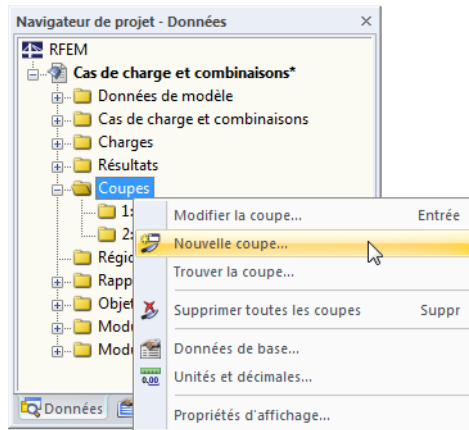 Navigateur de projet - Données
RFEM
Cas de charge et combinaisons*
Données de modèle
Cas de charge et combinaisons
Charges
Résultats
Coupes
1:
2:
Modifier la coupe... Entrée
Nouvelle coupe...
Trouver la coupe...
Supprimer toutes les coupes Suppr
Données de base...
0.00 Unités et décimales...
Propriétés d'affichage...
Régio
Rapp
Objet
Modu
Modu
Données